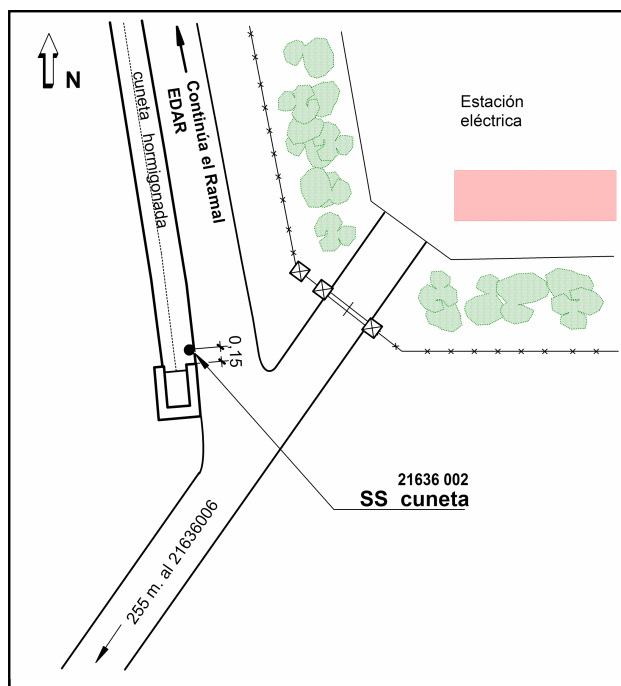 N
cuneta hormigonada
Continúa el Ramal
EDAR
Estación
eléctrica
0,15
21636 002
SS cuneta
255 m. al 21636006